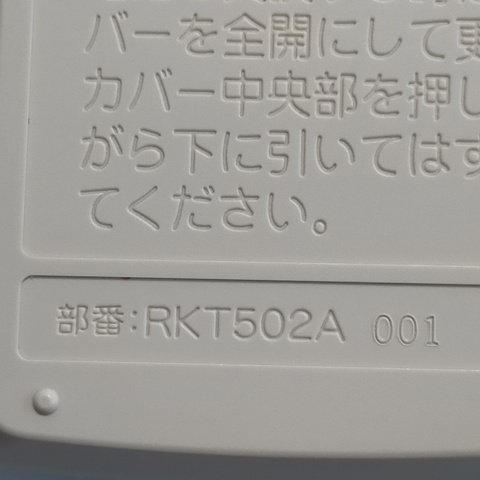 バーを全開にして更
カバー中央部を押し
がら下に引いてはず
てください。
部番:RKT502A 001